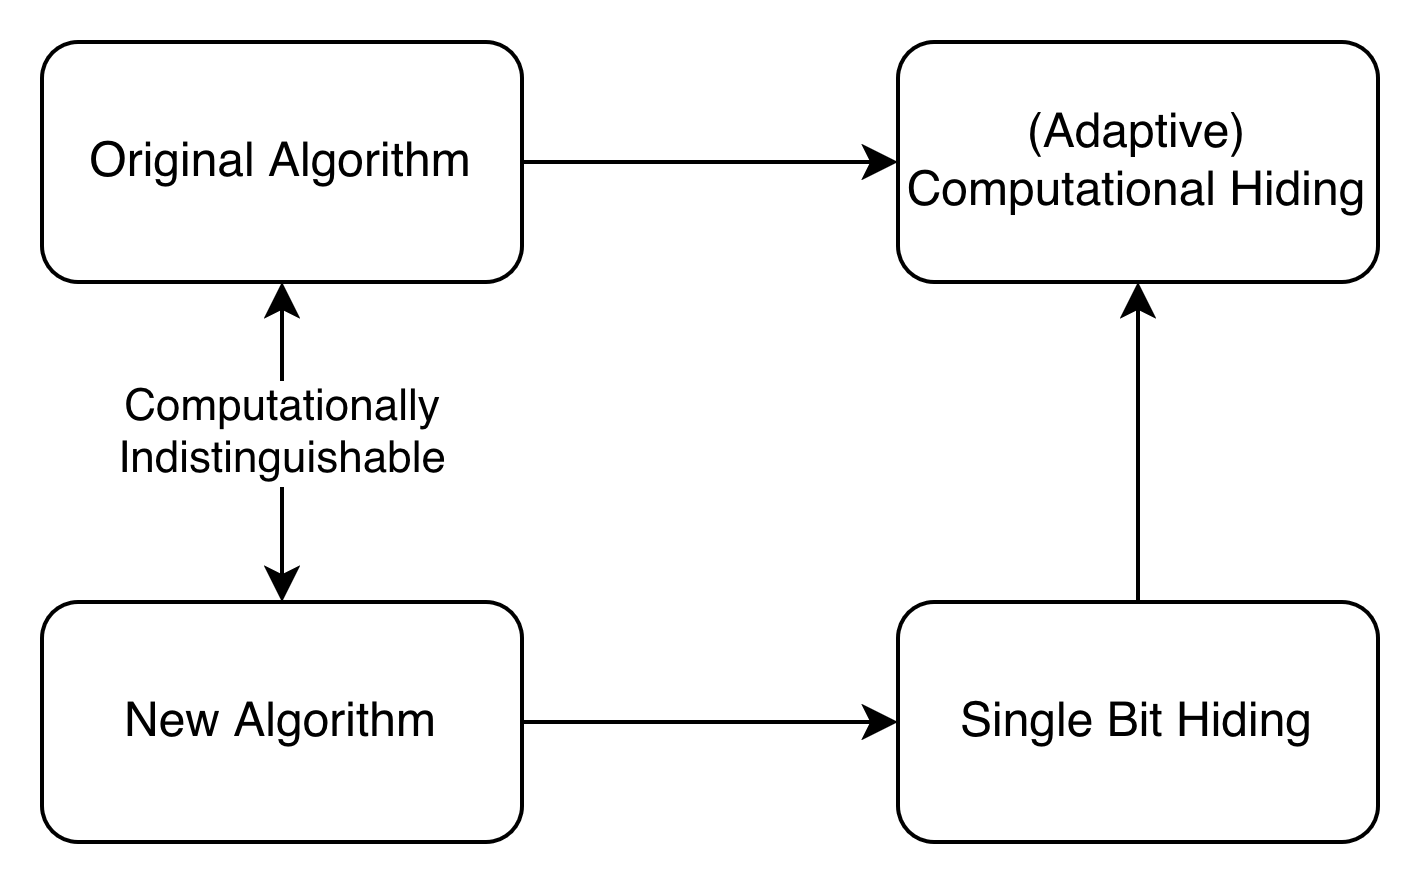 Original Algorithm
(Adaptive)
Computational Hiding
Computationally
Indistinguishable
New Algorithm
Single Bit Hiding